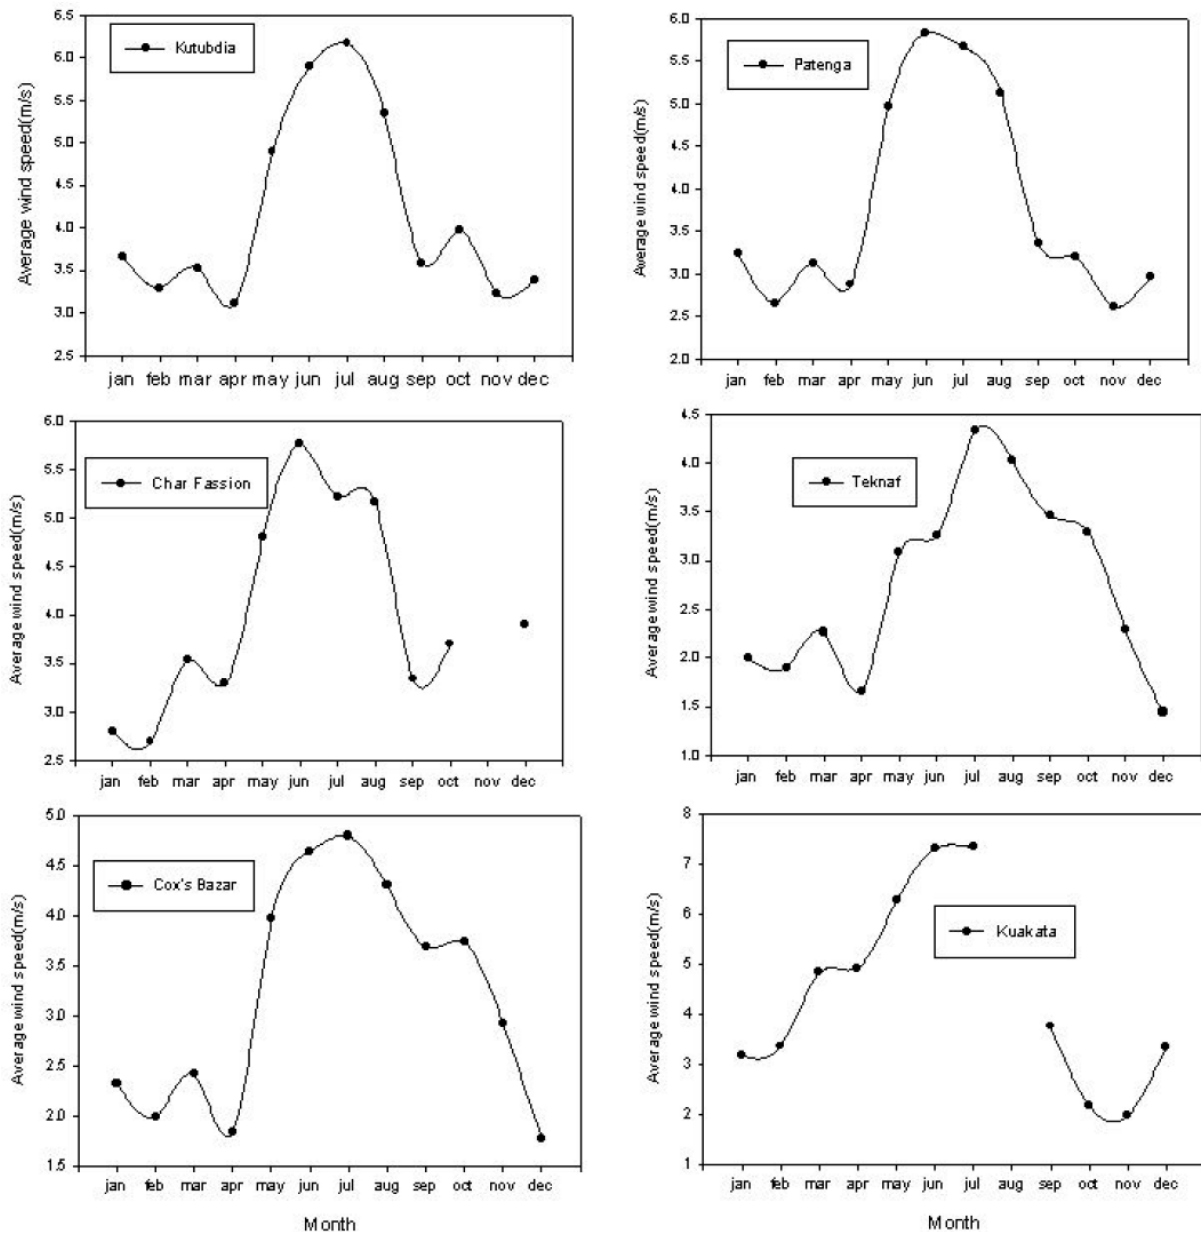 Kutubdia
Average wind speed(m/s)
6.5
6.0
5.5
5.0
4.5
4.0
3.5
3.0
2.5
jan feb mar apr may jun jul aug sep oct nov dec
Patenga
Average wind speed(m/s)
6.0
5.5
5.0
4.5
4.0
3.5
3.0
2.5
2.0
jan feb mar apr may jun jul aug sep oct nov dec
Char Fassion
Average wind speed(m/s)
6.0
5.5
5.0
4.5
4.0
3.5
3.0
2.5
jan feb mar apr may jun jul aug sep oct nov dec
Teknaf
Average wind speed(m/s)
4.5
4.0
3.5
3.0
2.5
2.0
1.5
1.0
jan feb mar apr may jun jul aug sep oct nov dec
Cox's Bazar
Average wind speed(m/s)
5.0
4.5
4.0
3.5
3.0
2.5
2.0
1.5
jan feb mar apr may jun jul aug sep oct nov dec
Month
Kuakata
Average wind speed(m/s)
8
7
6
5
4
3
2
1
jan feb mar apr may jun jul aug sep oct nov dec
Month